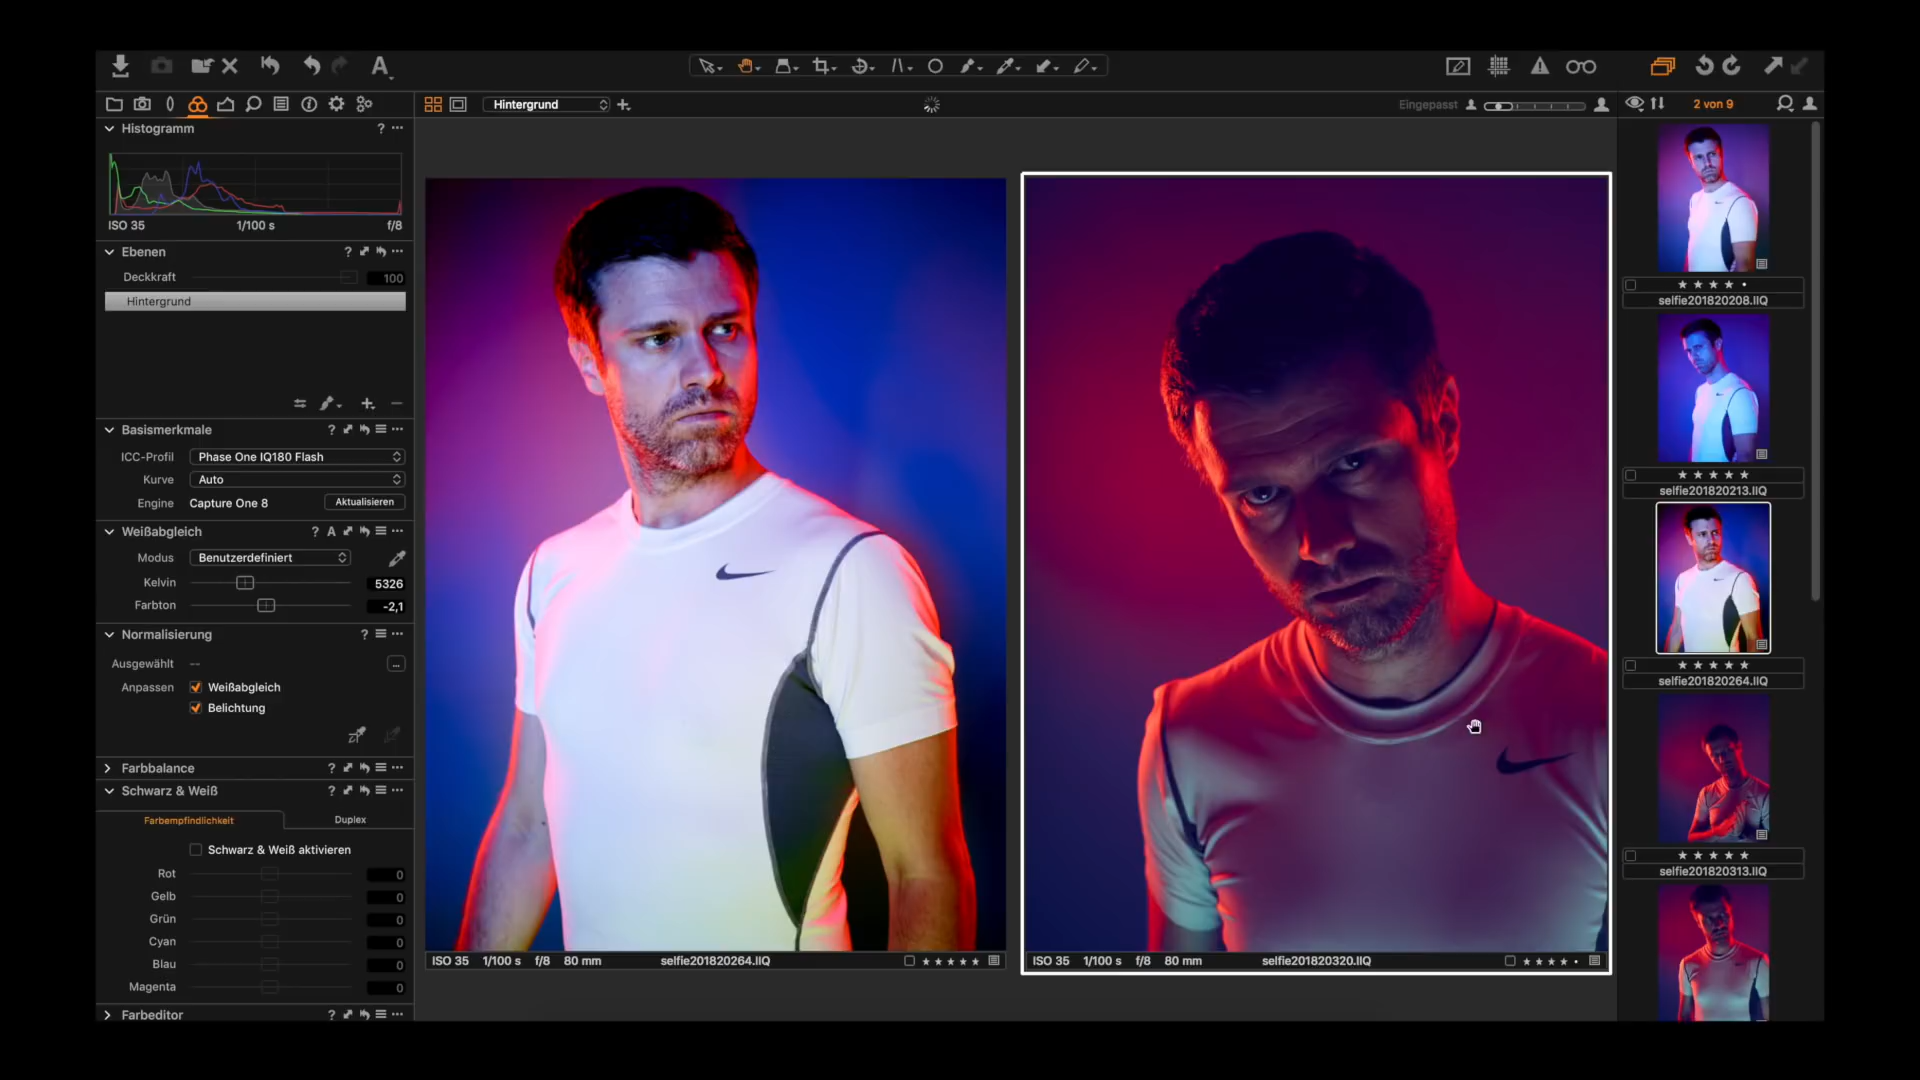 A
Hintergrund
Eingepasst
2 von 9
Histogramm
?
ISO 35
1/100 s
f/8
Ebenen
?
Deckkraft
100
Hintergrund
Basismerkmale
?
ICC-Profil
Phase One IQ180 Flash
Kurve
Auto
Engine
Capture One 8
Aktualisieren
Weißabgleich
? A
Modus
Benutzerdefiniert
Kelvin
5326
Farbton
-2,1
Normalisierung
?
Ausgewählt
--
...
Anpassen
Weißabgleich
Belichtung
Farbbalance
?
Schwarz & Weiß
?
Farbempfindlichkeit
Duplex
Schwarz & Weiß aktivieren
Rot
0
Gelb
0
Grün
0
Cyan
0
Blau
0
Magenta
0
Farbeditor
?
ISO 35 1/100 s f/8 80 mm selfie201820264.IIQ
ISO 35 1/100 s f/8 80 mm selfie201820320.IIQ
selfie201820208.IIQ
selfie201820213.IIQ
selfie201820264.IIQ
selfie201820313.IIQ